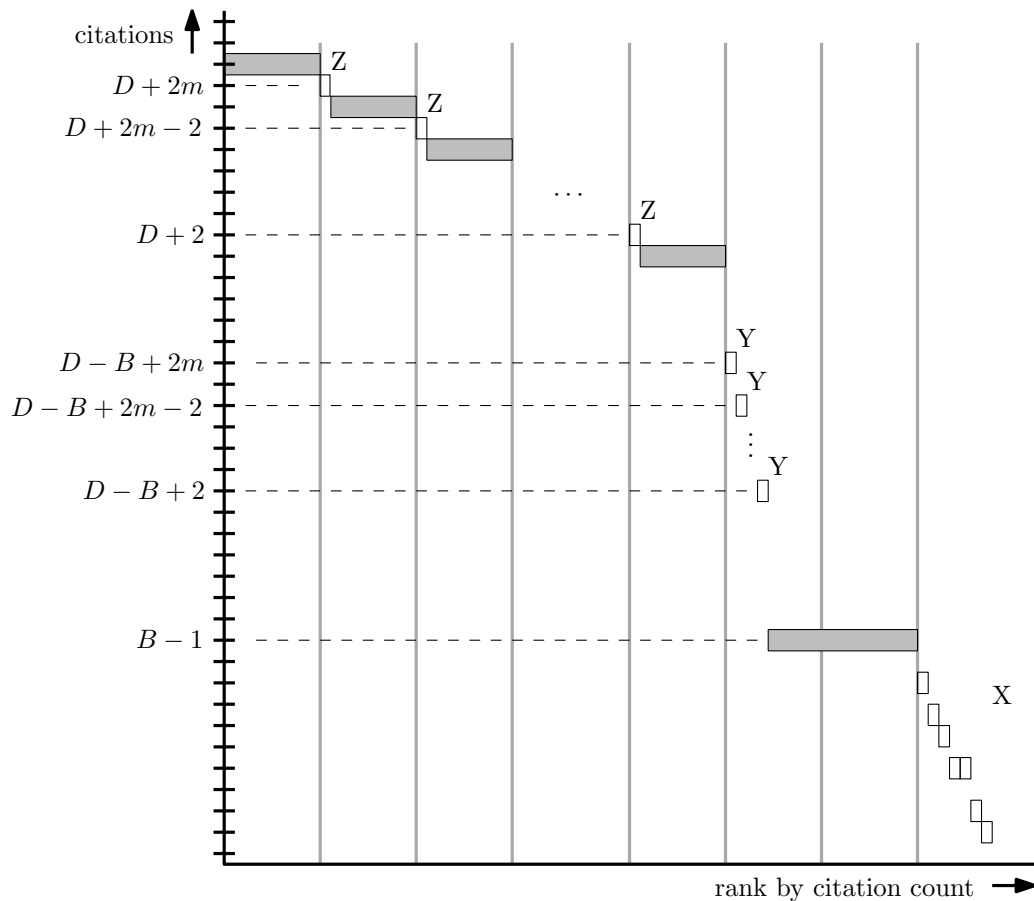 citations
Z
D + 2m
Z
D + 2m − 2
...
Z
D + 2
Y
D − B + 2m
Y
D − B + 2m − 2
⋮
Y
D − B + 2
B − 1
X
rank by citation count